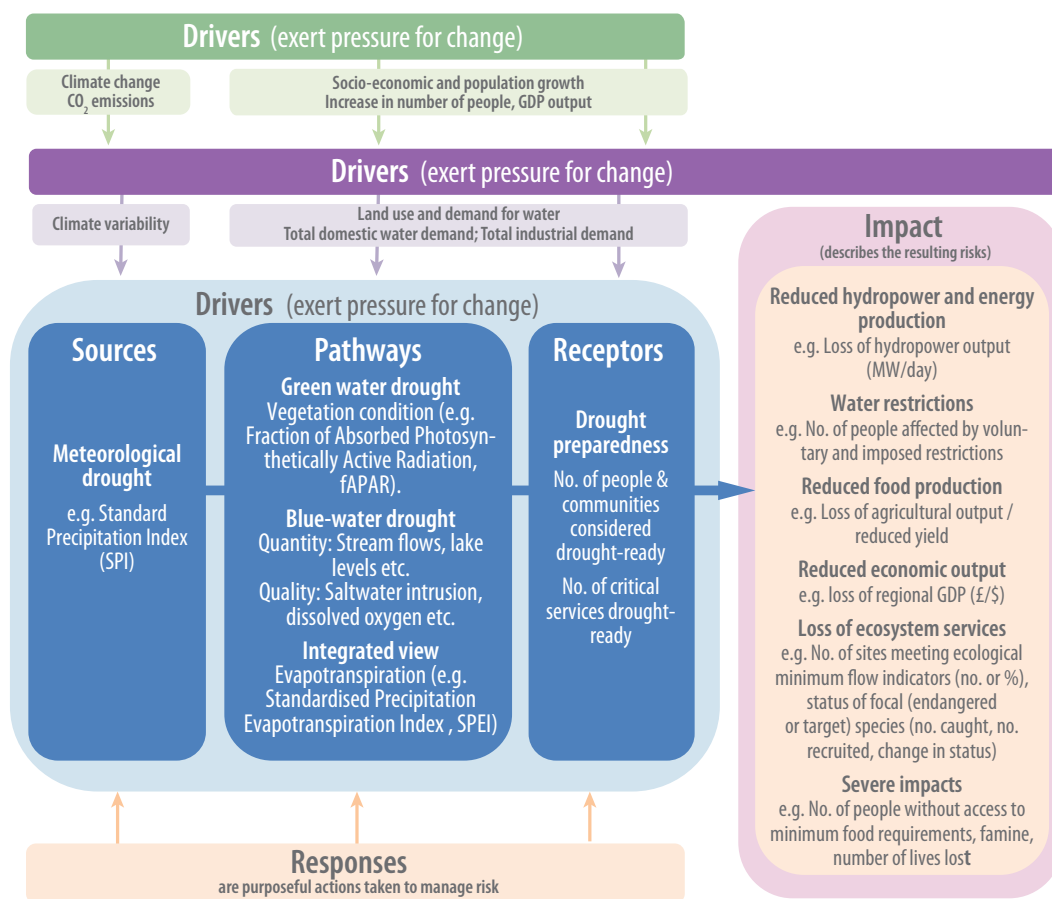 Drivers (exert pressure for change)
Climate change
CO2 emissions
Socio-economic and population growth
Increase in number of people, GDP output
Drivers (exert pressure for change)
Climate variability
Land use and demand for water
Total domestic water demand; Total industrial demand
Drivers (exert pressure for change)
Sources
Meteorological
drought
e.g. Standard
Precipitation Index
(SPI)
Pathways
Green water drought
Vegetation condition (e.g.
Fraction of Absorbed Photosyn-
thetically Active Radiation,
fAPAR).
Blue-water drought
Quantity: Stream flows, lake
levels etc.
Quality: Saltwater intrusion,
dissolved oxygen etc.
Integrated view
Evapotranspiration (e.g.
Standardised Precipitation
Evapotranspiration Index , SPEI)
Receptors
Drought
preparedness
No. of people &
communities
considered
drought-ready
No. of critical
services drought-
ready
Impact
(describes the resulting risks)
Reduced hydropower and energy
production
e.g. Loss of hydropower output
(MW/day)
Water restrictions
e.g. No. of people affected by volun-
tary and imposed restrictions
Reduced food production
e.g. Loss of agricultural output /
reduced yield
Reduced economic output
e.g. loss of regional GDP (£/$)
Loss of ecosystem services
e.g. No. of sites meeting ecological
minimum flow indicators (no. or %),
status of focal (endangered
or target) species (no. caught, no.
recruited, change in status)
Severe impacts
e.g. No. of people without access to
minimum food requirements, famine,
number of lives lost
Responses
are purposeful actions taken to manage risk